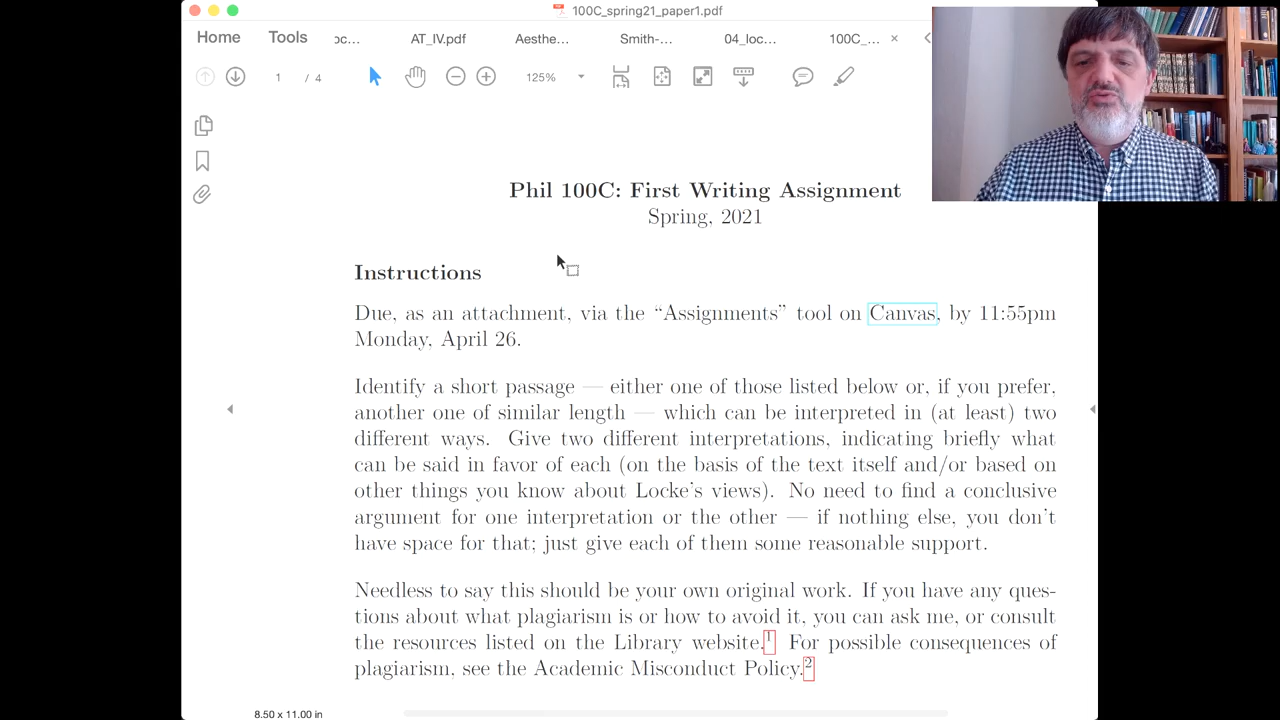 100C_spring21_paper1.pdf
Home Tools oc... AT_IV.pdf Aesthe... Smith-... 04_loc... 100C_... ×
1 / 4 125%
Phil 100C: First Writing Assignment
Spring, 2021
Instructions
Due, as an attachment, via the “Assignments” tool on Canvas, by 11:55pm
Monday, April 26.
Identify a short passage — either one of those listed below or, if you prefer,
another one of similar length — which can be interpreted in (at least) two
different ways. Give two different interpretations, indicating briefly what
can be said in favor of each (on the basis of the text itself and/or based on
other things you know about Locke’s views). No need to find a conclusive
argument for one interpretation or the other — if nothing else, you don’t
have space for that; just give each of them some reasonable support.
Needless to say this should be your own original work. If you have any ques-
tions about what plagiarism is or how to avoid it, you can ask me, or consult
the resources listed on the Library website.1 For possible consequences of
plagiarism, see the Academic Misconduct Policy.2
8.50 x 11.00 in